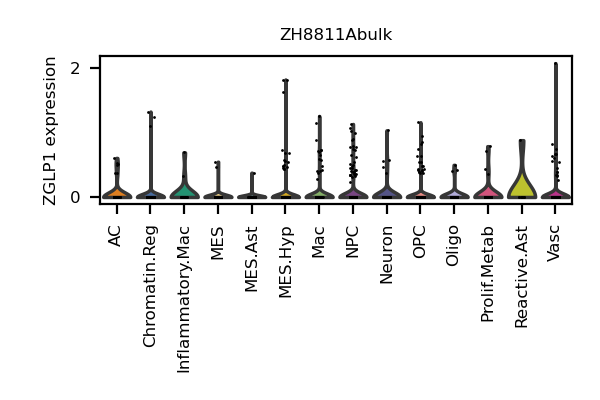 ZH8811Abulk
ZGLP1 expression
2
0
AC
Chromatin.Reg
Inflammatory.Mac
MES
MES.Ast
MES.Hyp
Mac
NPC
Neuron
OPC
Oligo
Prolif.Metab
Reactive.Ast
Vasc